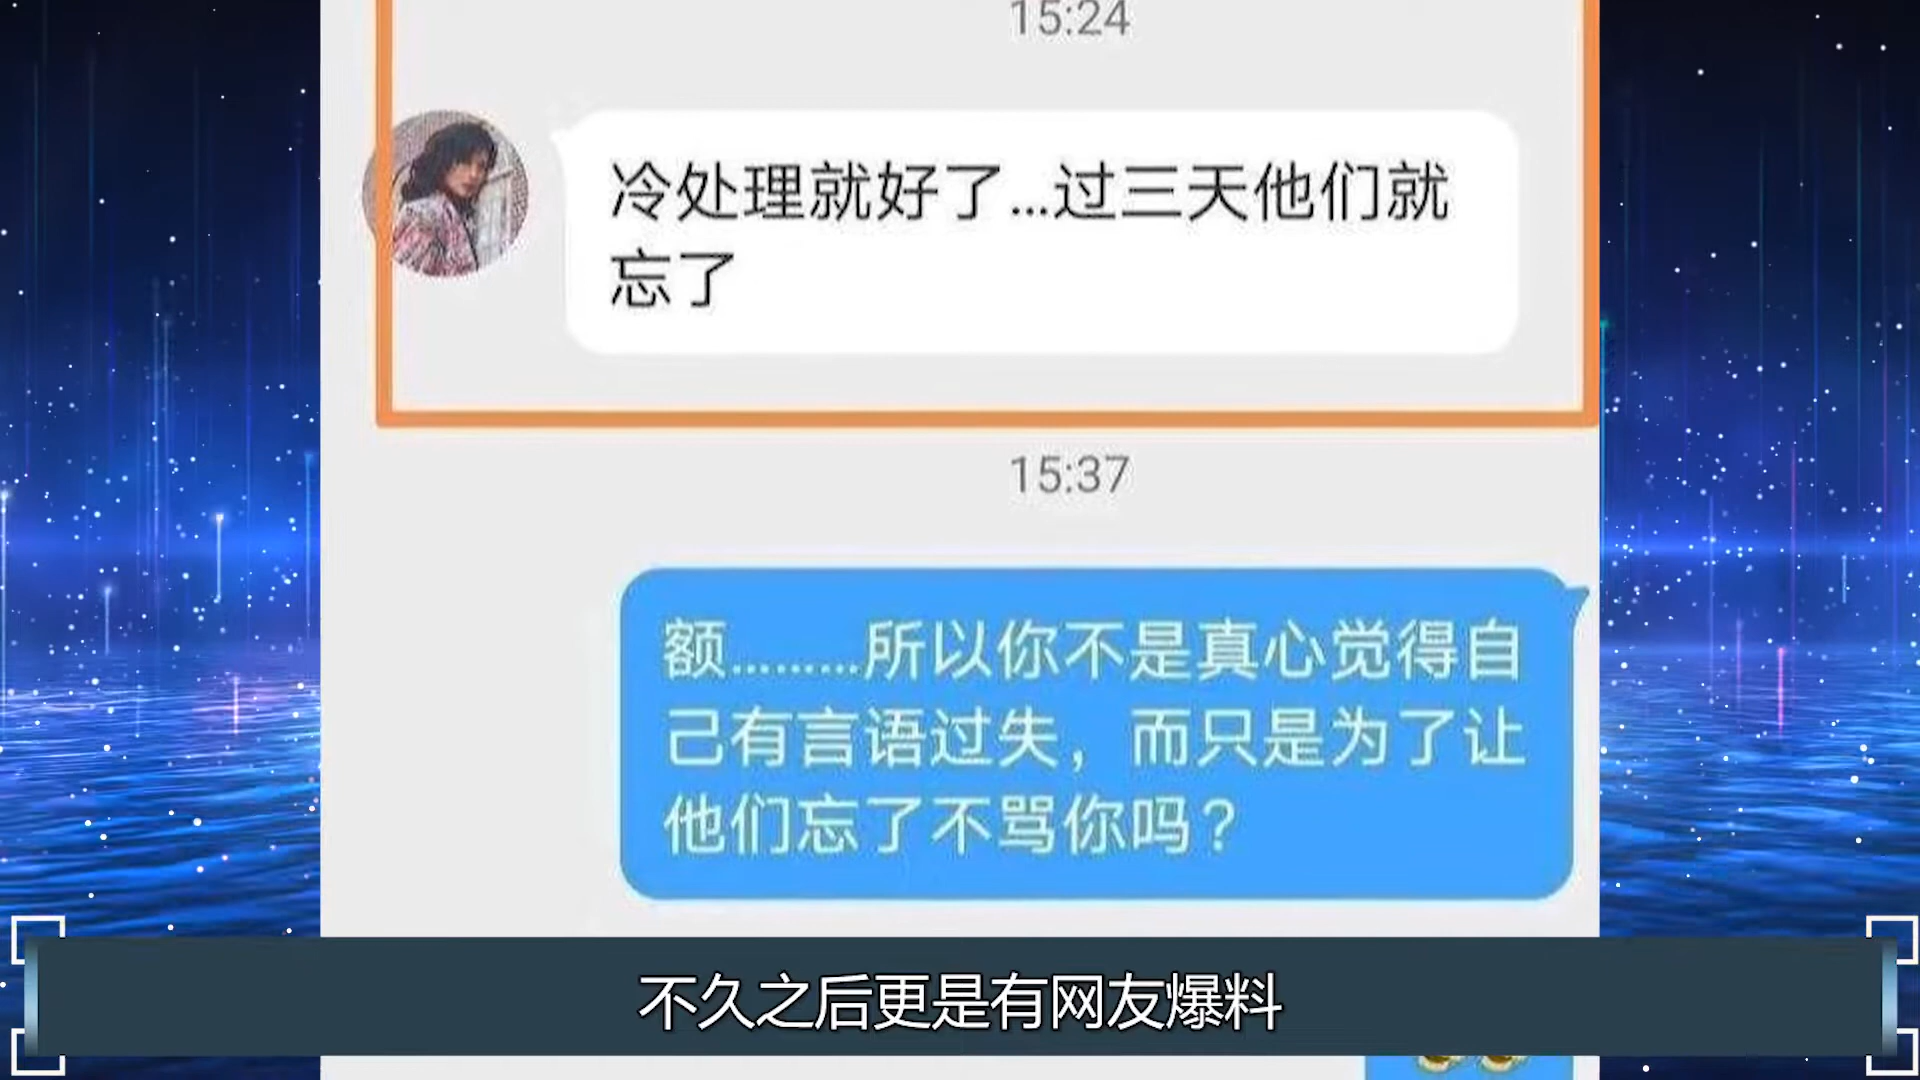 15:24
冷处理就好了...过三天他们就
忘了
15:37
额.........所以你不是真心觉得自
己有言语过失，而只是为了让
他们忘了不骂你吗？
不久之后更是有网友爆料